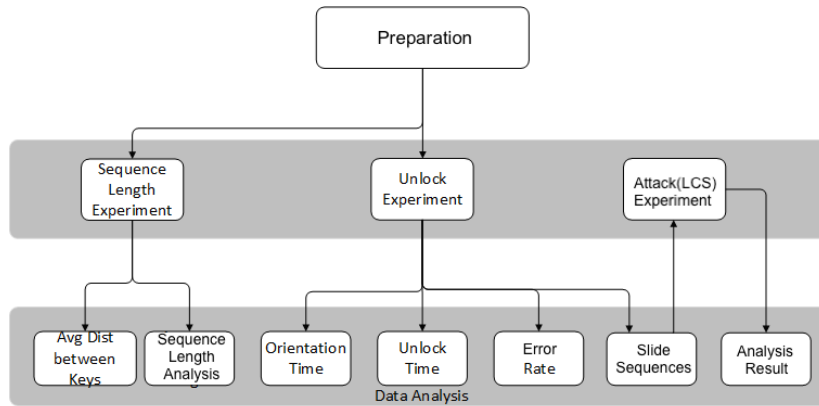 Preparation
Sequence
Length
Experiment
Unlock
Experiment
Attack(LCS)
Experiment
Avg Dist
between
Keys
Sequence
Length
Analysis
Orientation
Time
Unlock
Time
Error
Rate
Slide
Sequences
Analysis
Result
Data Analysis